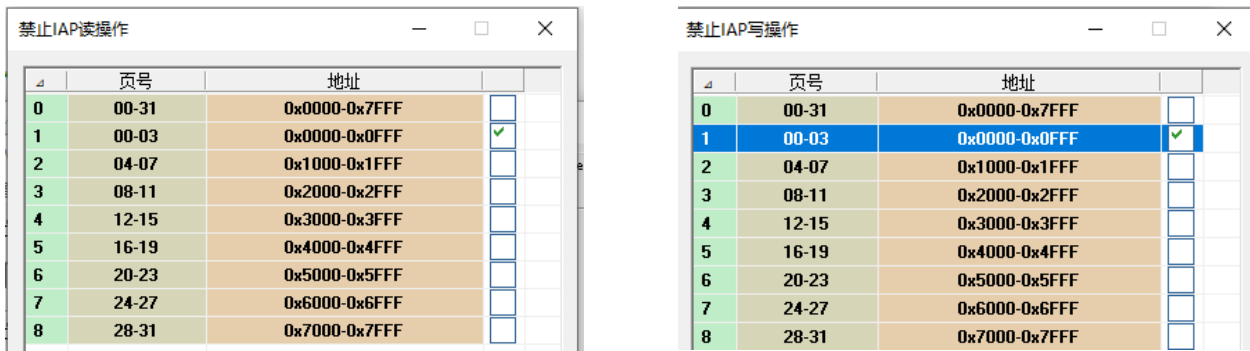 禁止IAP读操作
页号 地址
0 00-31 0x0000-0x7FFF
1 00-03 0x0000-0x0FFF
2 04-07 0x1000-0x1FFF
3 08-11 0x2000-0x2FFF
4 12-15 0x3000-0x3FFF
5 16-19 0x4000-0x4FFF
6 20-23 0x5000-0x5FFF
7 24-27 0x6000-0x6FFF
8 28-31 0x7000-0x7FFF
禁止IAP写操作
页号 地址
0 00-31 0x0000-0x7FFF
1 00-03 0x0000-0x0FFF
2 04-07 0x1000-0x1FFF
3 08-11 0x2000-0x2FFF
4 12-15 0x3000-0x3FFF
5 16-19 0x4000-0x4FFF
6 20-23 0x5000-0x5FFF
7 24-27 0x6000-0x6FFF
8 28-31 0x7000-0x7FFF